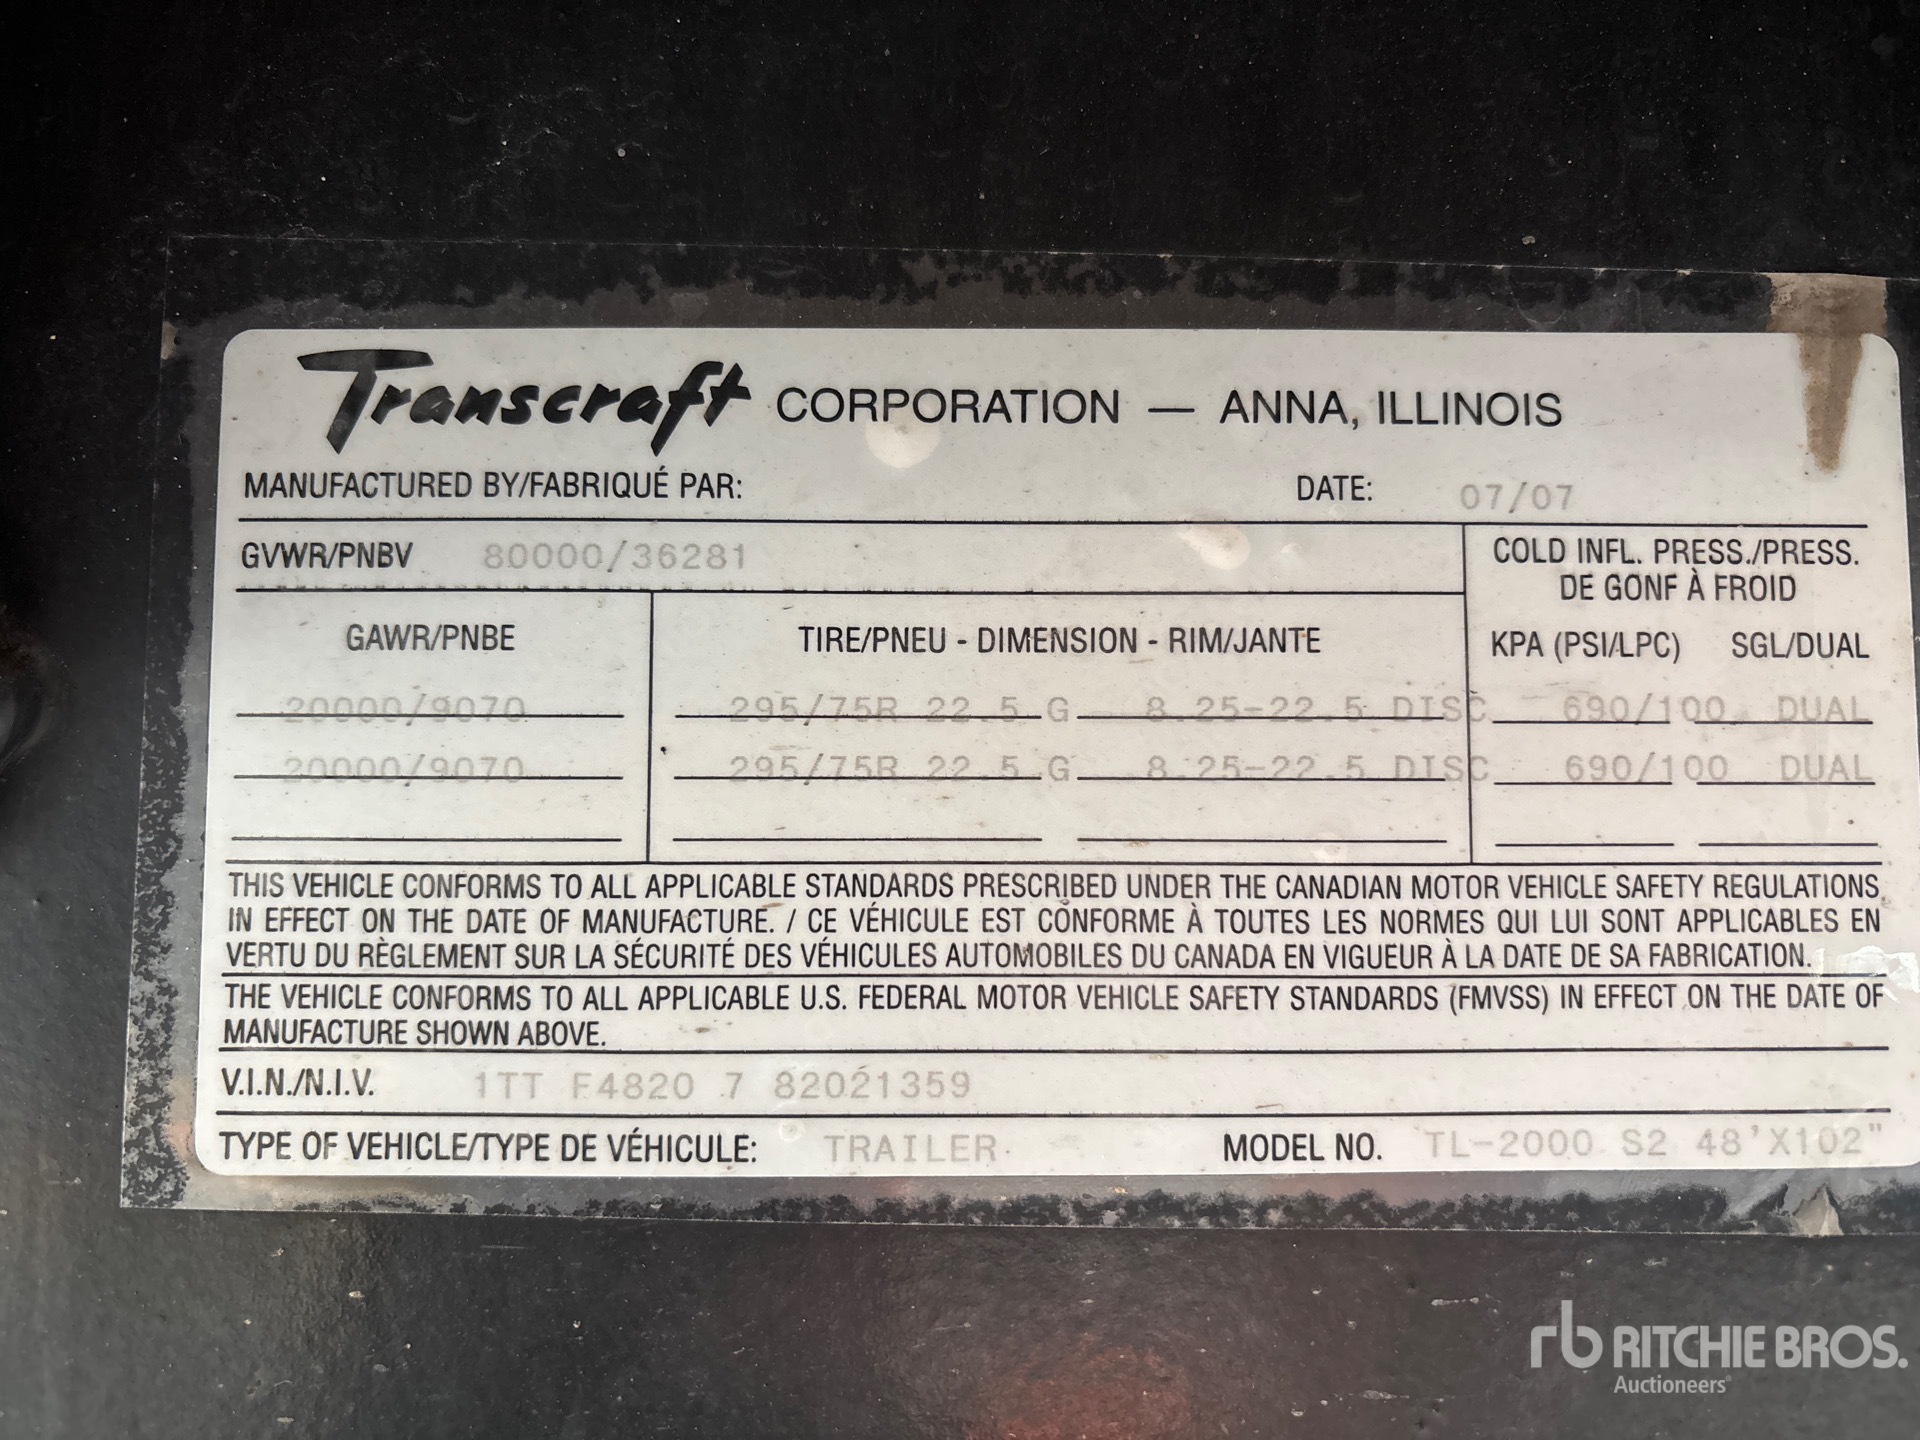 Transcraft CORPORATION — ANNA, ILLINOIS
MANUFACTURED BY/FABRIQUÉ PAR: DATE: 07/07
GVWR/PNBV 80000/36281
COLD INFL. PRESS./PRESS.
DE GONF À FROID
GAWR/PNBE TIRE/PNEU - DIMENSION - RIM/JANTE KPA (PSI/LPC) SGL/DUAL
20000/9070 295/75R 22.5 G 8.25-22.5 DISC 690/100 DUAL
20000/9070 295/75R 22.5 G 8.25-22.5 DISC 690/100 DUAL
THIS VEHICLE CONFORMS TO ALL APPLICABLE STANDARDS PRESCRIBED UNDER THE CANADIAN MOTOR VEHICLE SAFETY REGULATIONS
IN EFFECT ON THE DATE OF MANUFACTURE. / CE VÉHICULE EST CONFORME À TOUTES LES NORMES QUI LUI SONT APPLICABLES EN
VERTU DU RÈGLEMENT SUR LA SÉCURITÉ DES VÉHICULES AUTOMOBILES DU CANADA EN VIGUEUR À LA DATE DE SA FABRICATION.
THE VEHICLE CONFORMS TO ALL APPLICABLE U.S. FEDERAL MOTOR VEHICLE SAFETY STANDARDS (FMVSS) IN EFFECT ON THE DATE OF
MANUFACTURE SHOWN ABOVE.
V.I.N./N.I.V. 1TT F4820 7 82021359
TYPE OF VEHICLE/TYPE DE VÉHICULE: TRAILER MODEL NO. TL-2000 S2 48'X102"
rb RITCHIE BROS.
Auctioneers